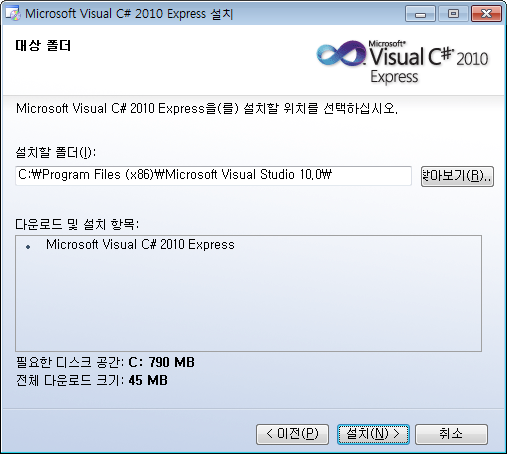 Microsoft Visual C# 2010 Express 설치
대상 폴더
Microsoft®
Visual C#® 2010
Express
Microsoft Visual C# 2010 Express을(를) 설치할 위치를 선택하십시오.
설치할 폴더(I):
C:₩Program Files (x86)₩Microsoft Visual Studio 10.0₩
찾아보기(R)..
다운로드 및 설치 항목:
• Microsoft Visual C# 2010 Express
필요한 디스크 공간: C: 790 MB
전체 다운로드 크기: 45 MB
< 이전(P) 설치(N) > 취소